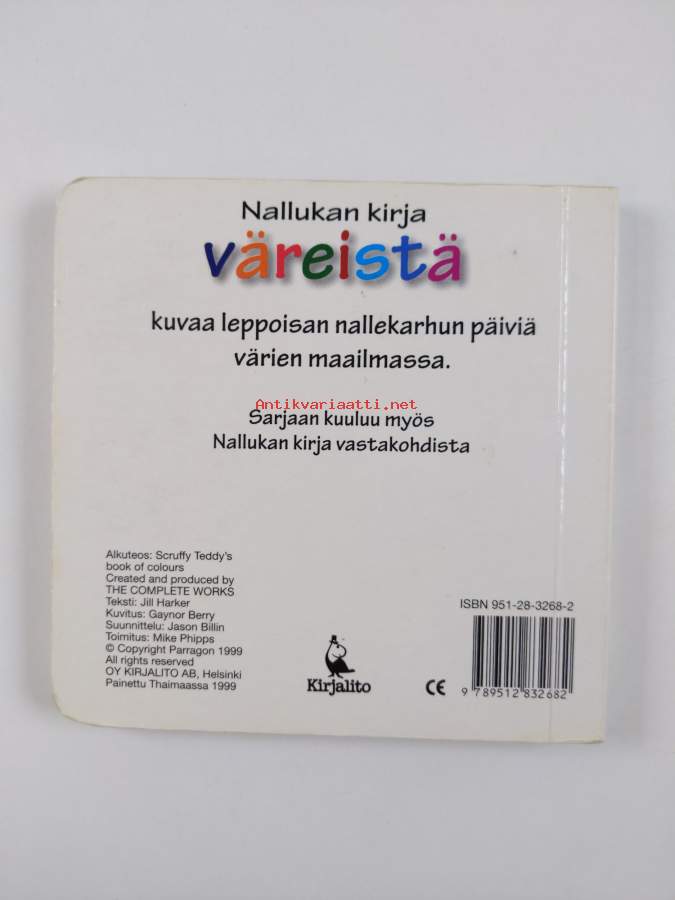 Nallukan kirja
väreistä
kuvaa leppoisan nallekarhun päiviä
värien maailmassa.
Antikvariaatti.net
Sarjaan kuuluu myös
Nallukan kirja vastakohdista
Alkuteos: Scruffy Teddy's
book of colours
Created and produced by
THE COMPLETE WORKS
Teksti: Jill Harker
Kuvitus: Gaynor Berry
Suunnittelu: Jason Billin
Toimitus: Mike Phipps
© Copyright Parragon 1999
All rights reserved
OY KIRJALITO AB, Helsinki
Painettu Thaimaassa 1999
Kirjalito
CE
ISBN 951-28-3268-2
9 789512 832682